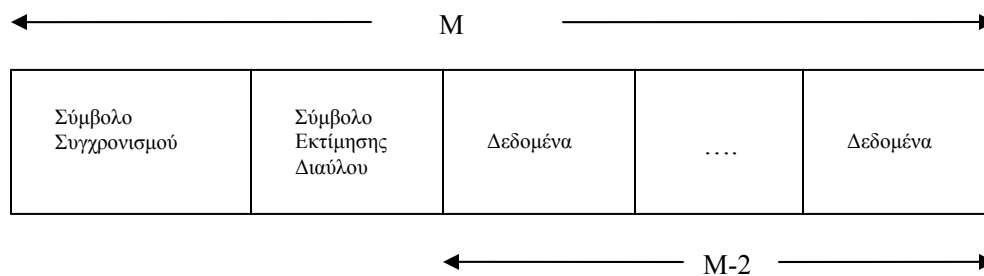 M
Σύμβολο
Συγχρονισμού
Σύμβολο
Εκτίμησης
Διαύλου
Δεδομένα
….
Δεδομένα
M-2